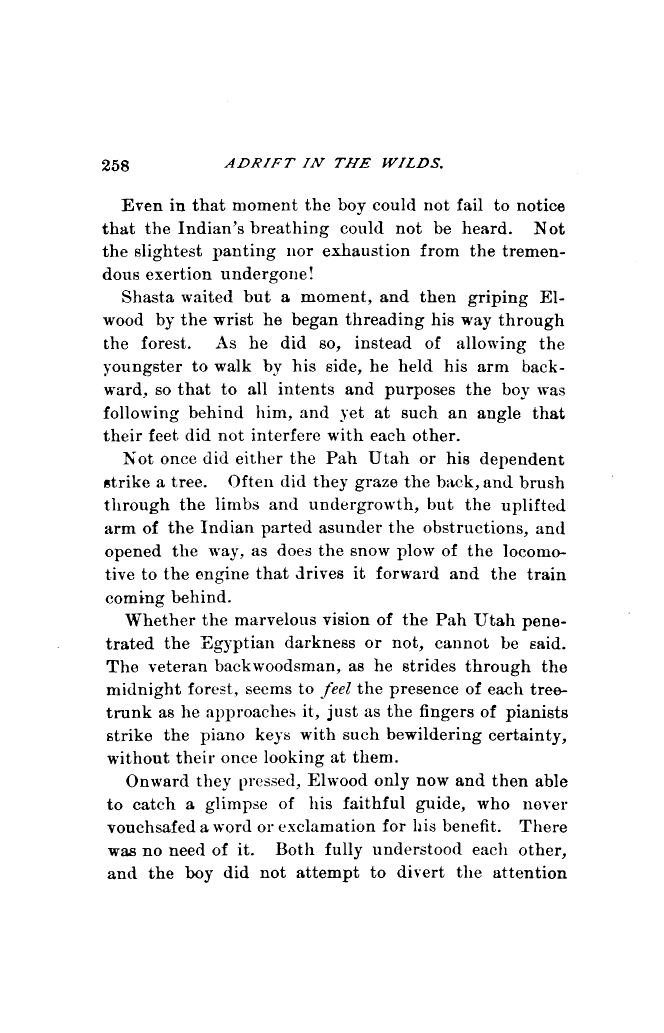 258 ADRIFT IN THE WILDS.
Even in that moment the boy could not fail to notice
that the Indian's breathing could not be heard. Not
the slightest panting nor exhaustion from the tremen-
dous exertion undergone!
Shasta waited but a moment, and then griping El-
wood by the wrist he began threading his way through
the forest. As he did so, instead of allowing the
youngster to walk by his side, he held his arm back-
ward, so that to all intents and purposes the boy was
following behind him, and yet at such an angle that
their feet did not interfere with each other.
Not once did either the Pah Utah or his dependent
strike a tree. Often did they graze the back, and brush
through the limbs and undergrowth, but the uplifted
arm of the Indian parted asunder the obstructions, and
opened the way, as does the snow plow of the locomo-
tive to the engine that drives it forward and the train
coming behind.
Whether the marvelous vision of the Pah Utah pene-
trated the Egyptian darkness or not, cannot be said.
The veteran backwoodsman, as he strides through the
midnight forest, seems to feel the presence of each tree-
trunk as he approaches it, just as the fingers of pianists
strike the piano keys with such bewildering certainty,
without their once looking at them.
Onward they pressed, Elwood only now and then able
to catch a glimpse of his faithful guide, who never
vouchsafed a word or exclamation for his benefit. There
was no need of it. Both fully understood each other,
and the boy did not attempt to divert the attention